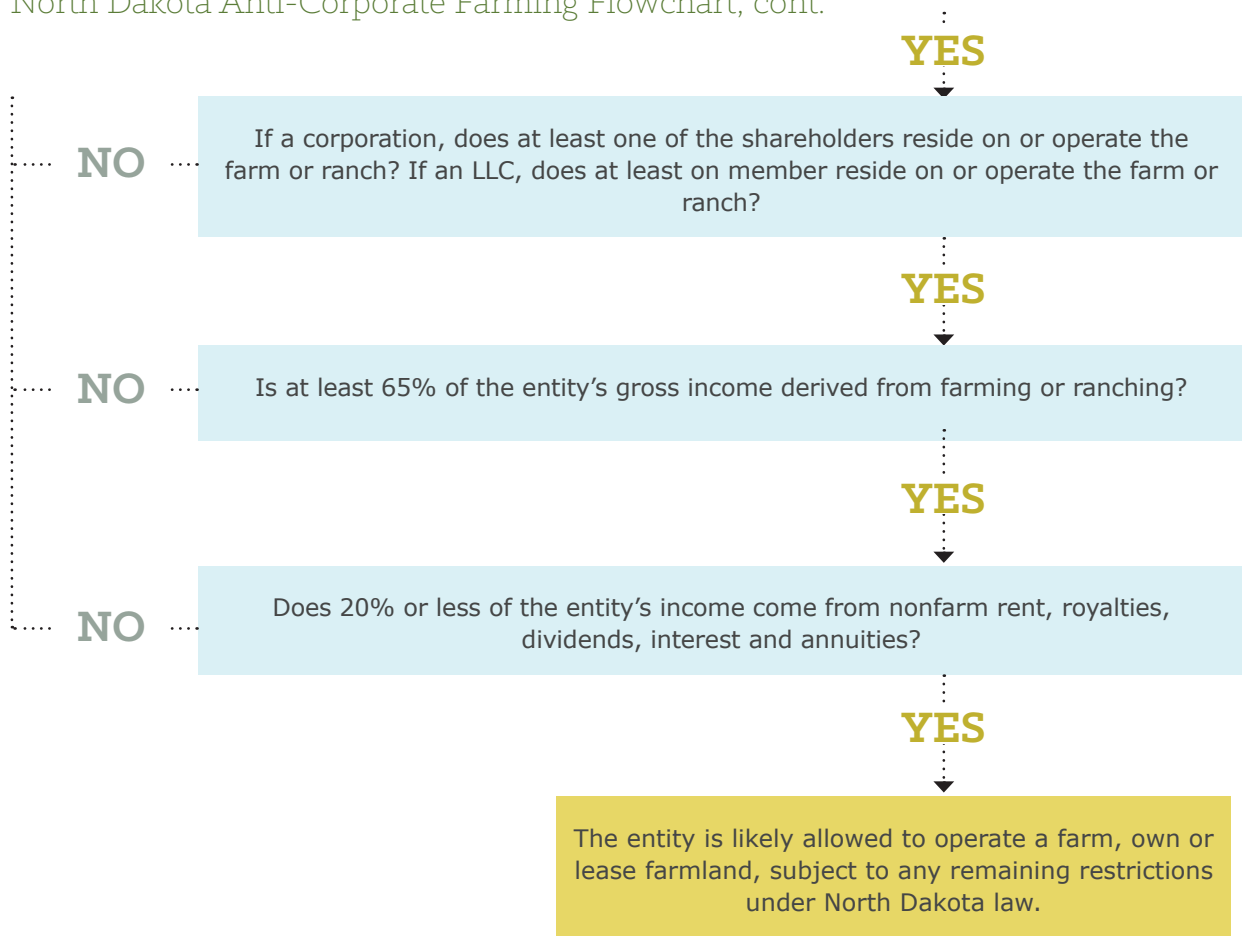 North Dakota Anti-Corporate Farming Flowchart, cont.
YES
NO
If a corporation, does at least one of the shareholders reside on or operate the
farm or ranch? If an LLC, does at least on member reside on or operate the farm or
ranch?
YES
NO
Is at least 65% of the entity’s gross income derived from farming or ranching?
YES
NO
Does 20% or less of the entity’s income come from nonfarm rent, royalties,
dividends, interest and annuities?
YES
The entity is likely allowed to operate a farm, own or
lease farmland, subject to any remaining restrictions
under North Dakota law.